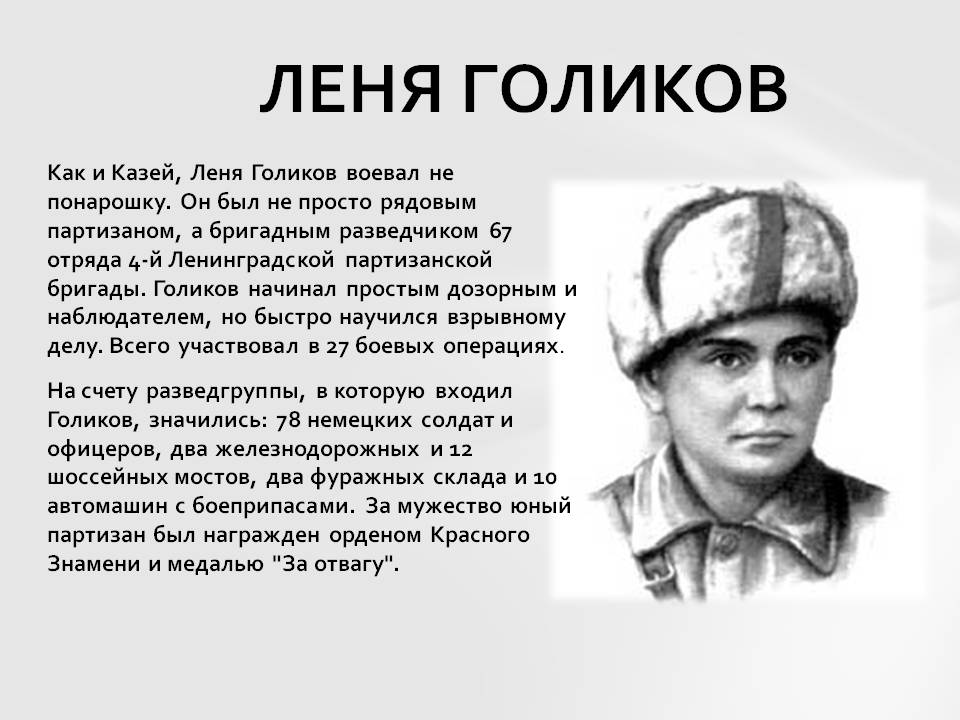 ЛЕНЯ ГОЛИКОВ
Как и Казей, Леня Голиков воевал не
понарошку. Он был не просто рядовым
партизаном, а бригадным разведчиком 67
отряда 4-й Ленинградской партизанской
бригады. Голиков начинал простым дозорным и
наблюдателем, но быстро научился взрывному
делу. Всего участвовал в 27 боевых операциях.
На счету разведгруппы, в которую входил
Голиков, значились: 78 немецких солдат и
офицеров, два железнодорожных и 12
шоссейных мостов, два фуражных склада и 10
автомашин с боеприпасами. За мужество юный
партизан был награжден орденом Красного
Знамени и медалью "За отвагу".